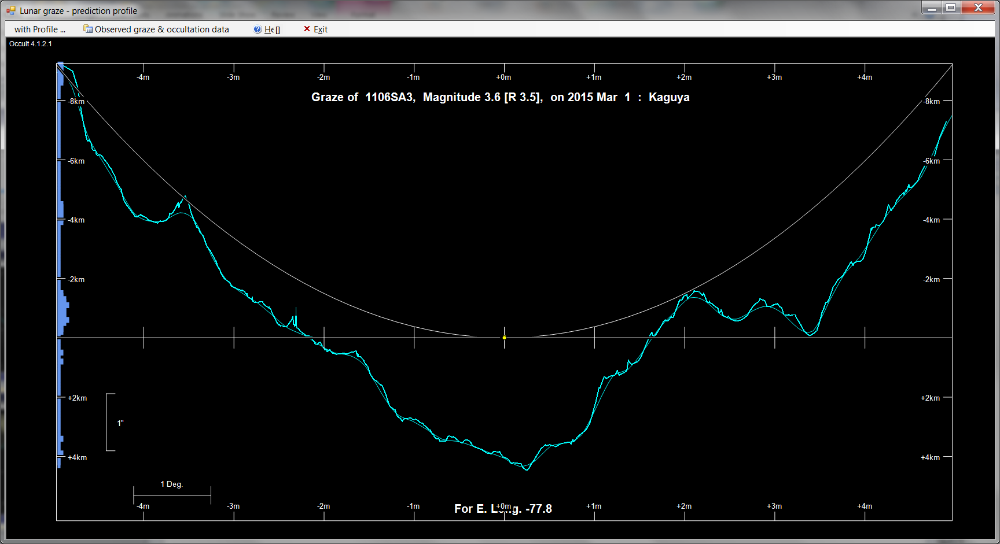 Lunar graze - prediction profile
with Profile ... Observed graze & occultation data He[] Exit
Occult 4.1.2.1
-4m -3m -2m -1m +0m +1m +2m +3m +4m
Graze of 1106SA3, Magnitude 3.6 [R 3.5], on 2015 Mar 1 : Kaguya
-8km -8km
-6km -6km
-4km -4km
-2km -2km
+2km +2km
1"
+4km +4km
1 Deg.
-4m -3m -2m -1m +0m +1m +2m +3m +4m
For E. Long. -77.8